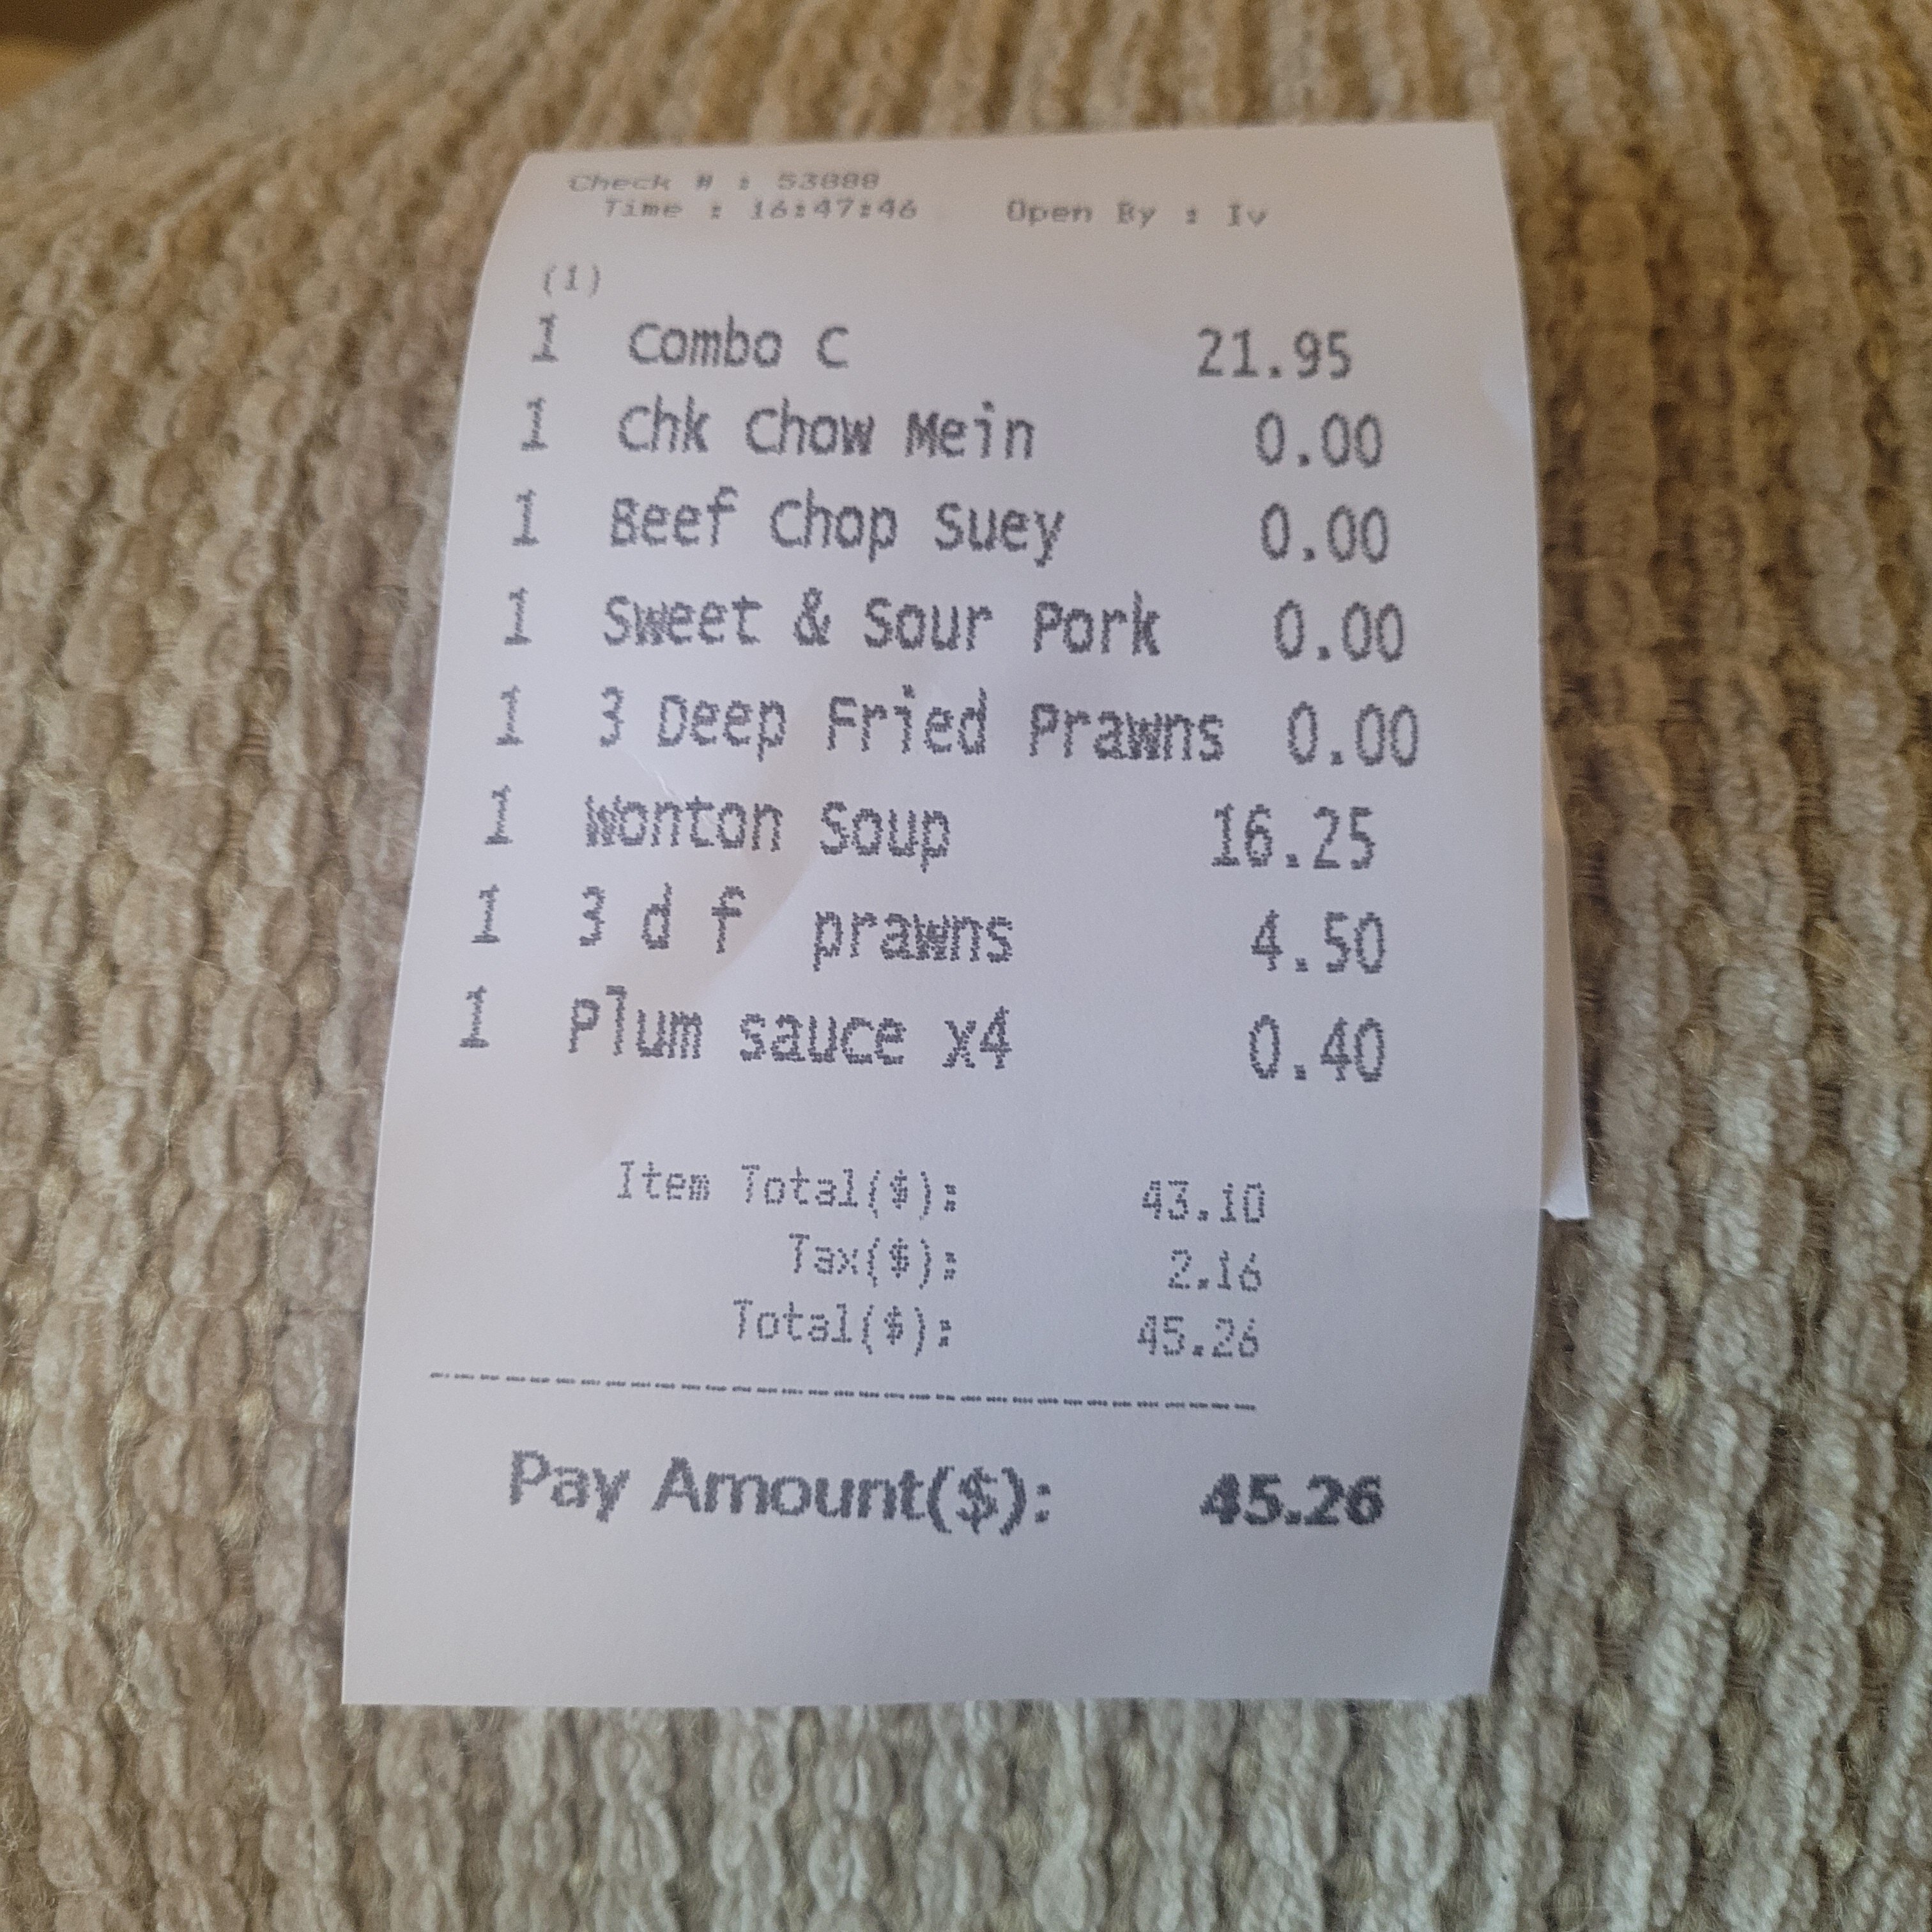 Check # : 53088
Time : 16:47:46 Open By : Iv
(1)
1 Combo C 21.95
1 Chk Chow Mein 0.00
1 Beef Chop Suey 0.00
1 Sweet & Sour Pork 0.00
1 3 Deep Fried Prawns 0.00
1 Wonton Soup 16.25
1 3 d f prawns 4.50
1 Plum sauce x4 0.40
Item Total($): 43.10
Tax($): 2.16
Total($): 45.26
Pay Amount($): 45.26